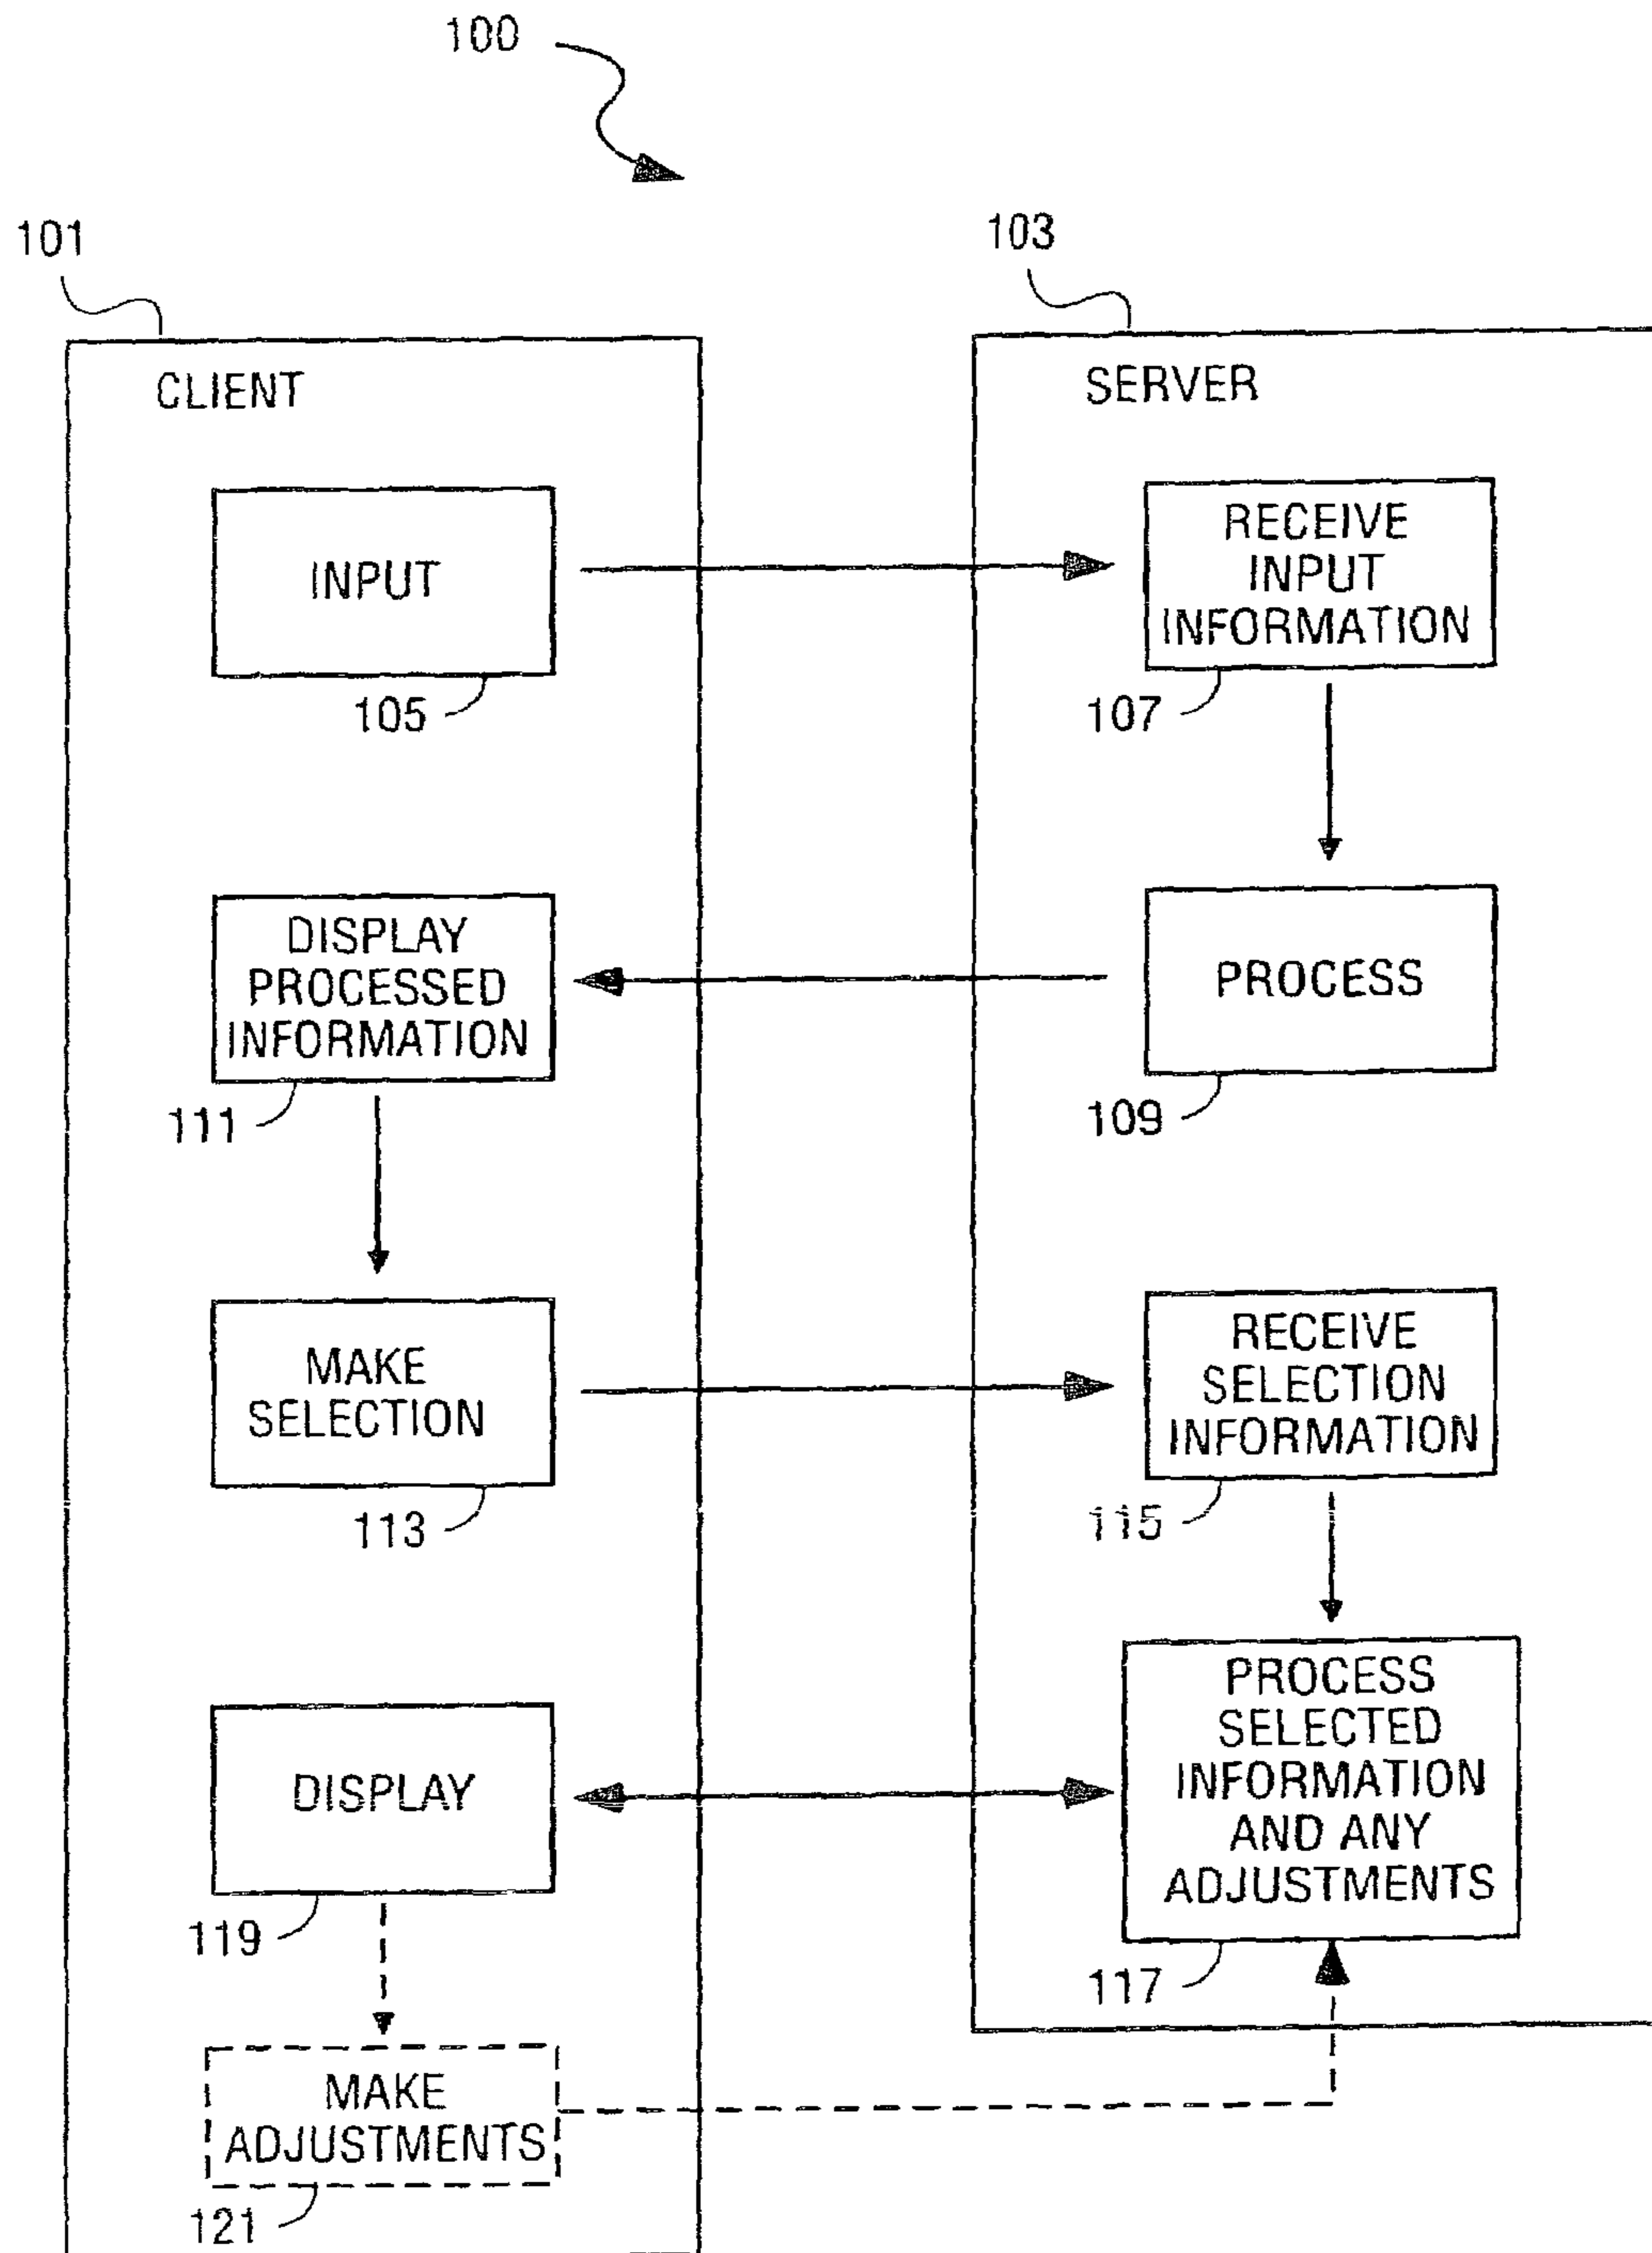 100
101
103
CLIENT
SERVER
INPUT
105
RECEIVE
INPUT
INFORMATION
107
DISPLAY
PROCESSED
INFORMATION
111
PROCESS
109
MAKE
SELECTION
113
RECEIVE
SELECTION
INFORMATION
115
DISPLAY
119
PROCESS
SELECTED
INFORMATION
AND ANY
ADJUSTMENTS
117
MAKE
ADJUSTMENTS
121